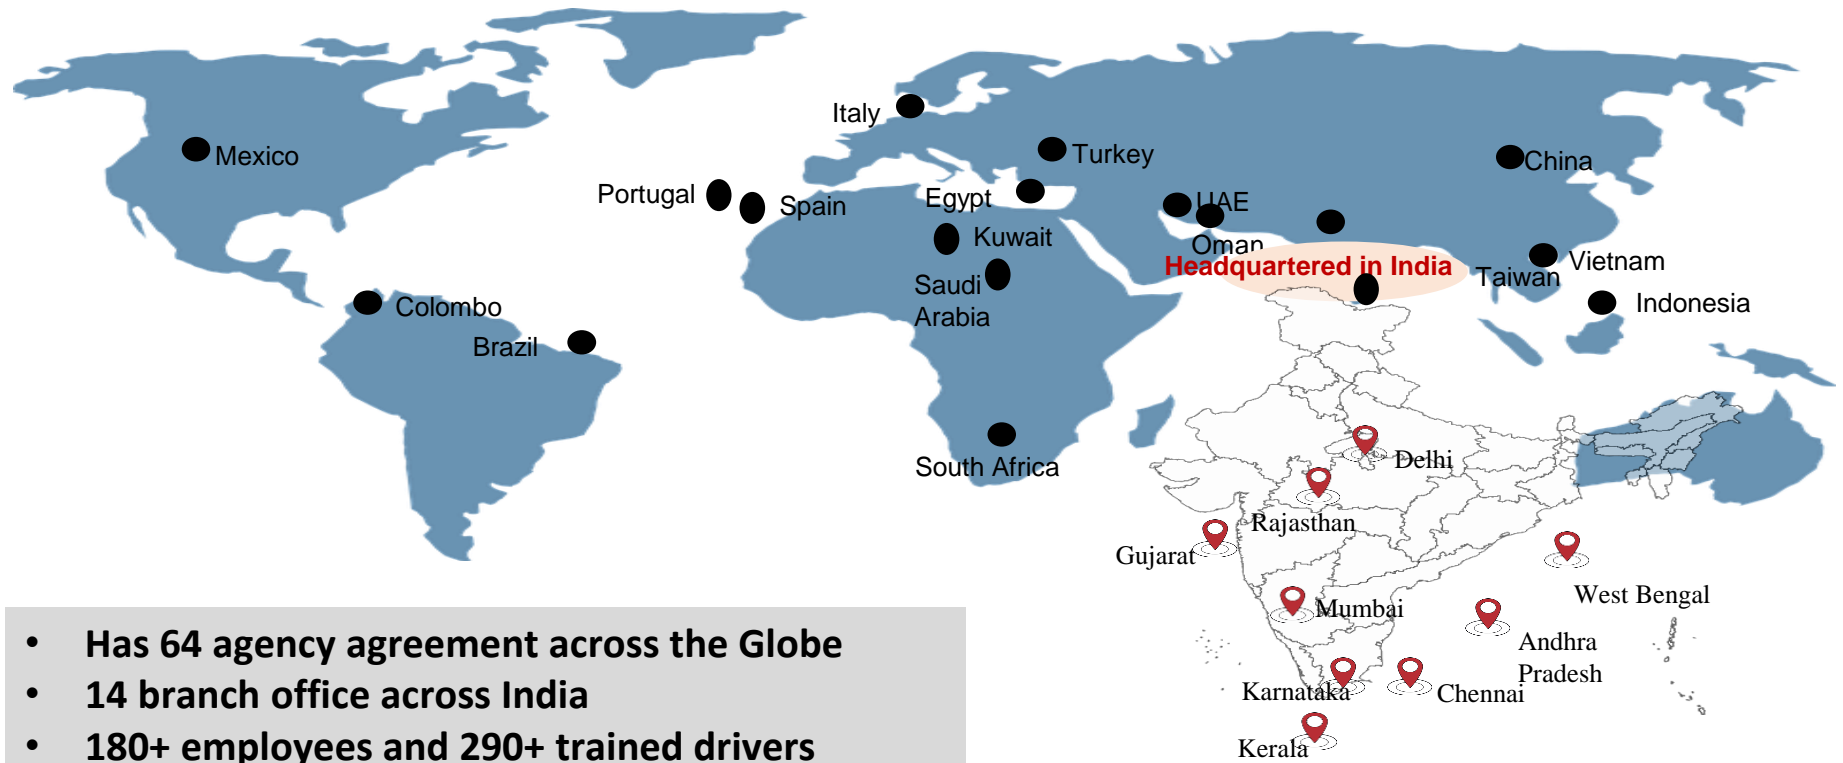 Italy
Mexico
Turkey
China
Portugal
Spain
Egypt
UAE
Kuwait
Oman
Headquartered in India
Vietnam
Taiwan
Saudi
Arabia
Indonesia
Colombo
Brazil
South Africa
Delhi
Rajasthan
Gujarat
West Bengal
Mumbai
Andhra
Pradesh
Karnataka
Chennai
Kerala
• Has 64 agency agreement across the Globe
• 14 branch office across India
• 180+ employees and 290+ trained drivers